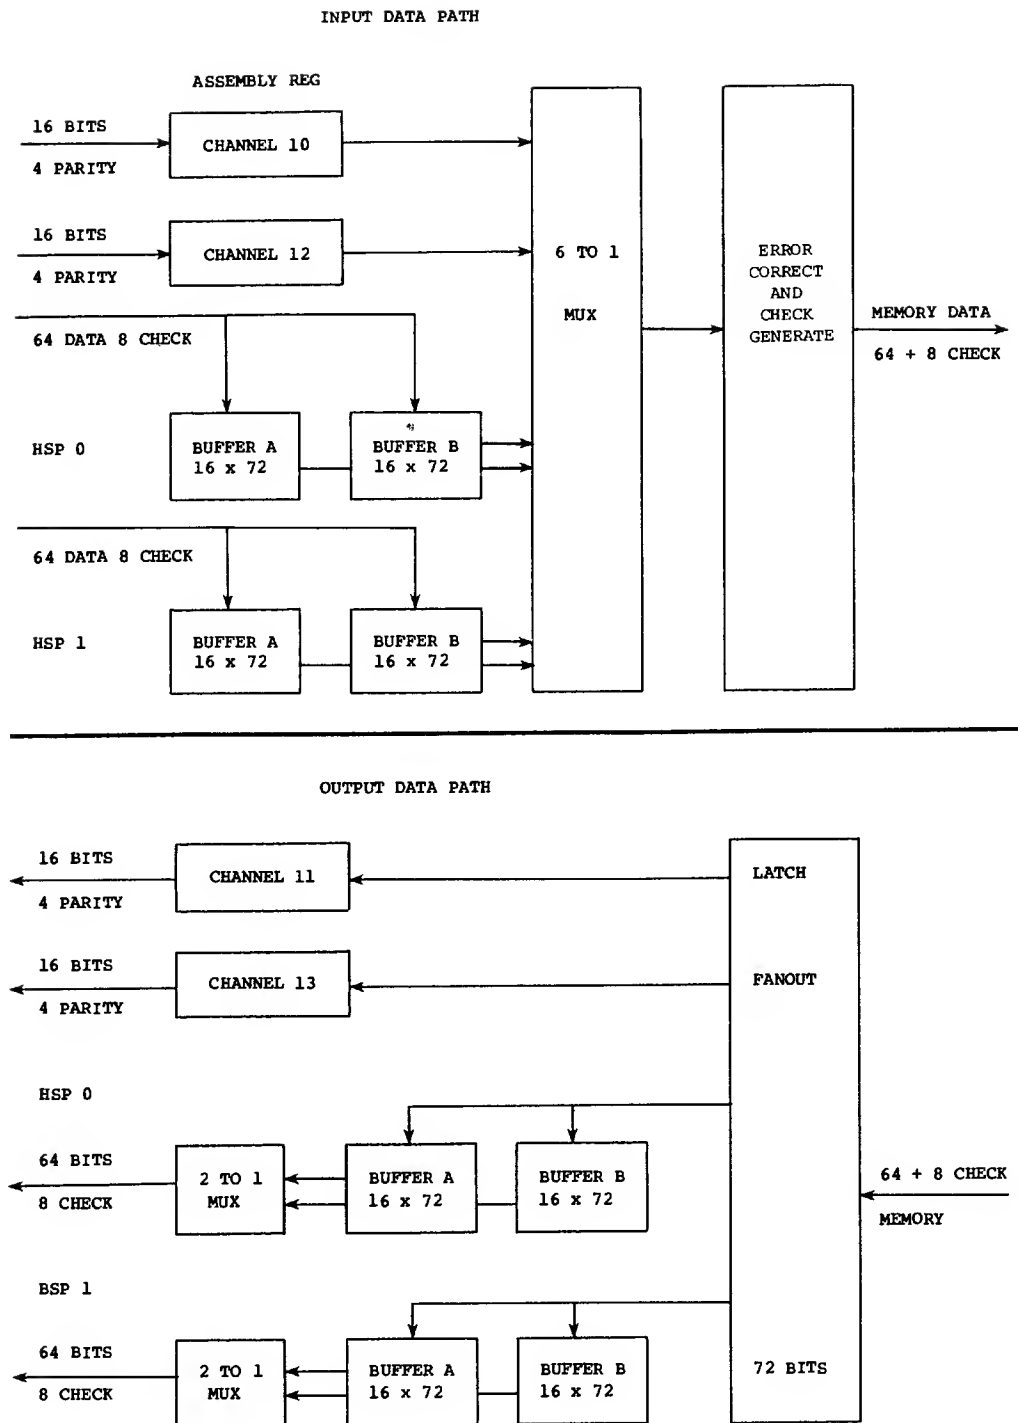 INPUT DATA PATH
ASSEMBLY REG
16 BITS
4 PARITY
CHANNEL 10
16 BITS
4 PARITY
CHANNEL 12
6 TO 1
MUX
ERROR
CORRECT
AND
CHECK
GENERATE
MEMORY DATA
64 + 8 CHECK
64 DATA 8 CHECK
HSP 0
BUFFER A
16 x 72
BUFFER B
16 x 72
64 DATA 8 CHECK
HSP 1
BUFFER A
16 x 72
BUFFER B
16 x 72
OUTPUT DATA PATH
16 BITS
4 PARITY
CHANNEL 11
LATCH
16 BITS
4 PARITY
CHANNEL 13
FANOUT
HSP 0
64 BITS
8 CHECK
2 TO 1
MUX
BUFFER A
16 x 72
BUFFER B
16 x 72
64 + 8 CHECK
MEMORY
BSP 1
64 BITS
8 CHECK
2 TO 1
MUX
BUFFER A
16 x 72
BUFFER B
16 x 72
72 BITS